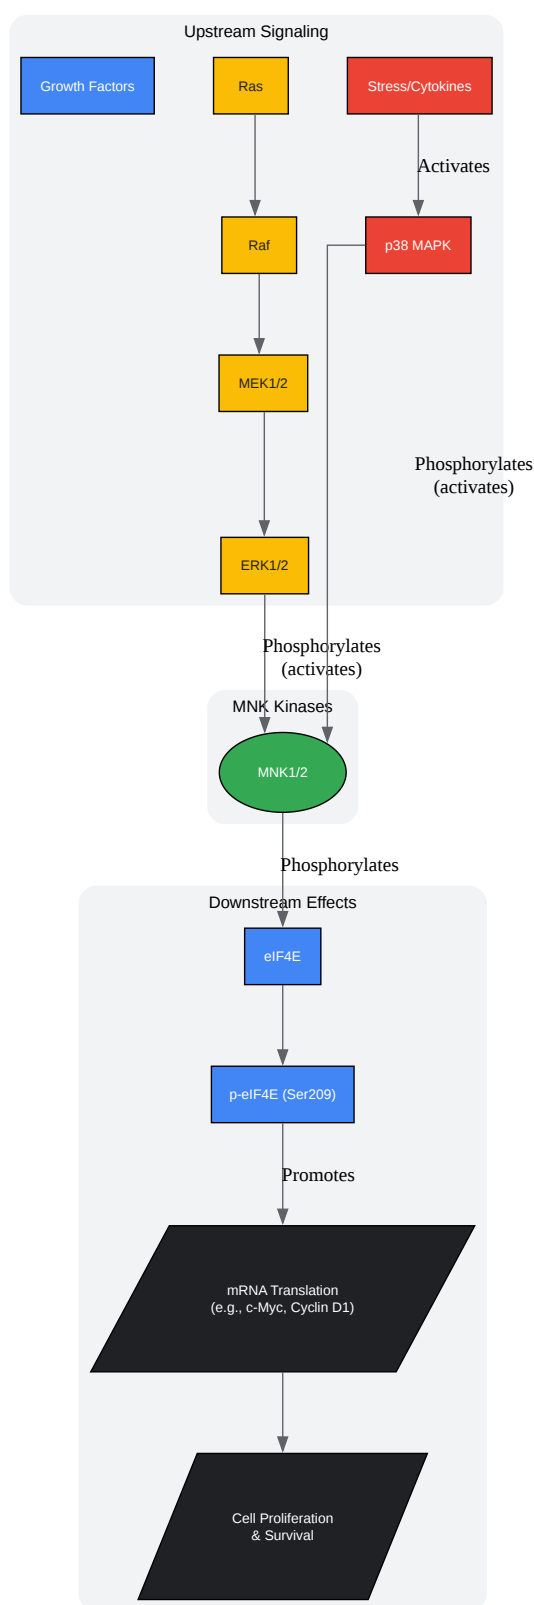 Upstream Signaling
Growth Factors
Ras
Stress/Cytokines
Activates
Raf
p38 MAPK
MEK1/2
Phosphorylates
(activates)
ERK1/2
Phosphorylates
(activates)
MNK Kinases
MNK1/2
Phosphorylates
Downstream Effects
eIF4E
p-eIF4E (Ser209)
Promotes
mRNA Translation
(e.g., c-Myc, Cyclin D1)
Cell Proliferation
& Survival